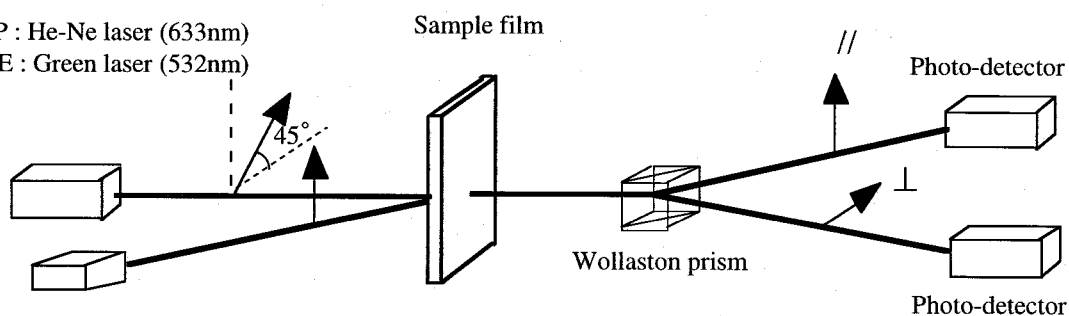 P : He-Ne laser (633nm)
E : Green laser (532nm)
Sample film
45°
//
Photo-detector
⊥
Wollaston prism
Photo-detector